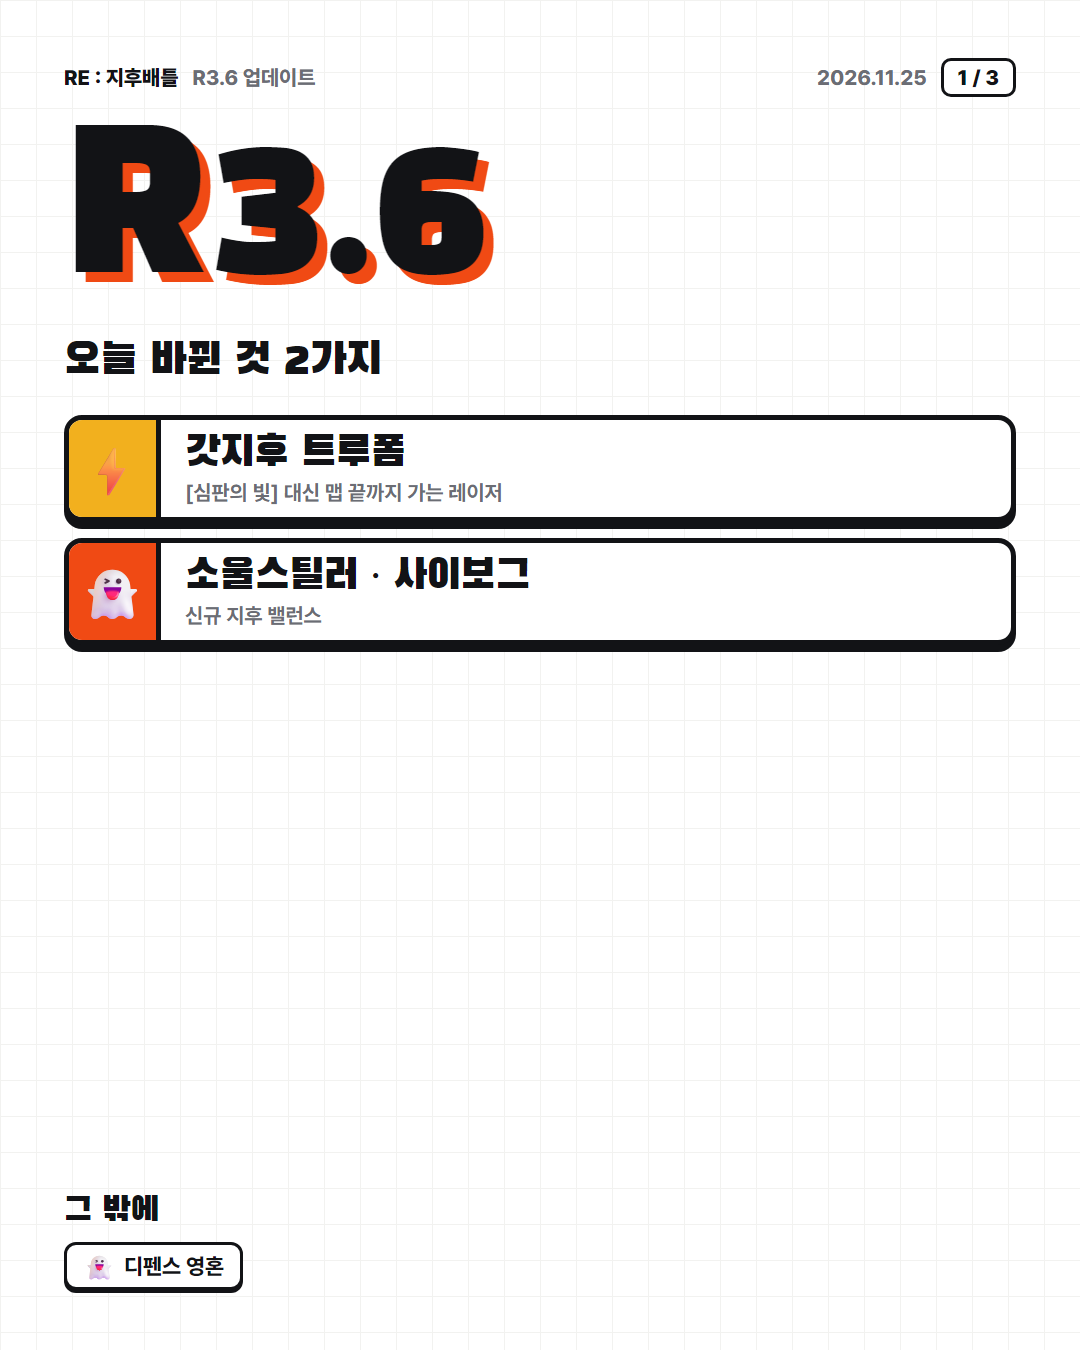 RE : 지후배틀 R3.6 업데이트
2026.11.25 1 / 3
R3.6
오늘 바뀐 것 2가지
갓지후 트루폼
[심판의 빛] 대신 맵 끝까지 가는 레이저
소울스틸러 · 사이보그
신규 지후 밸런스
그 밖에
디펜스 영혼